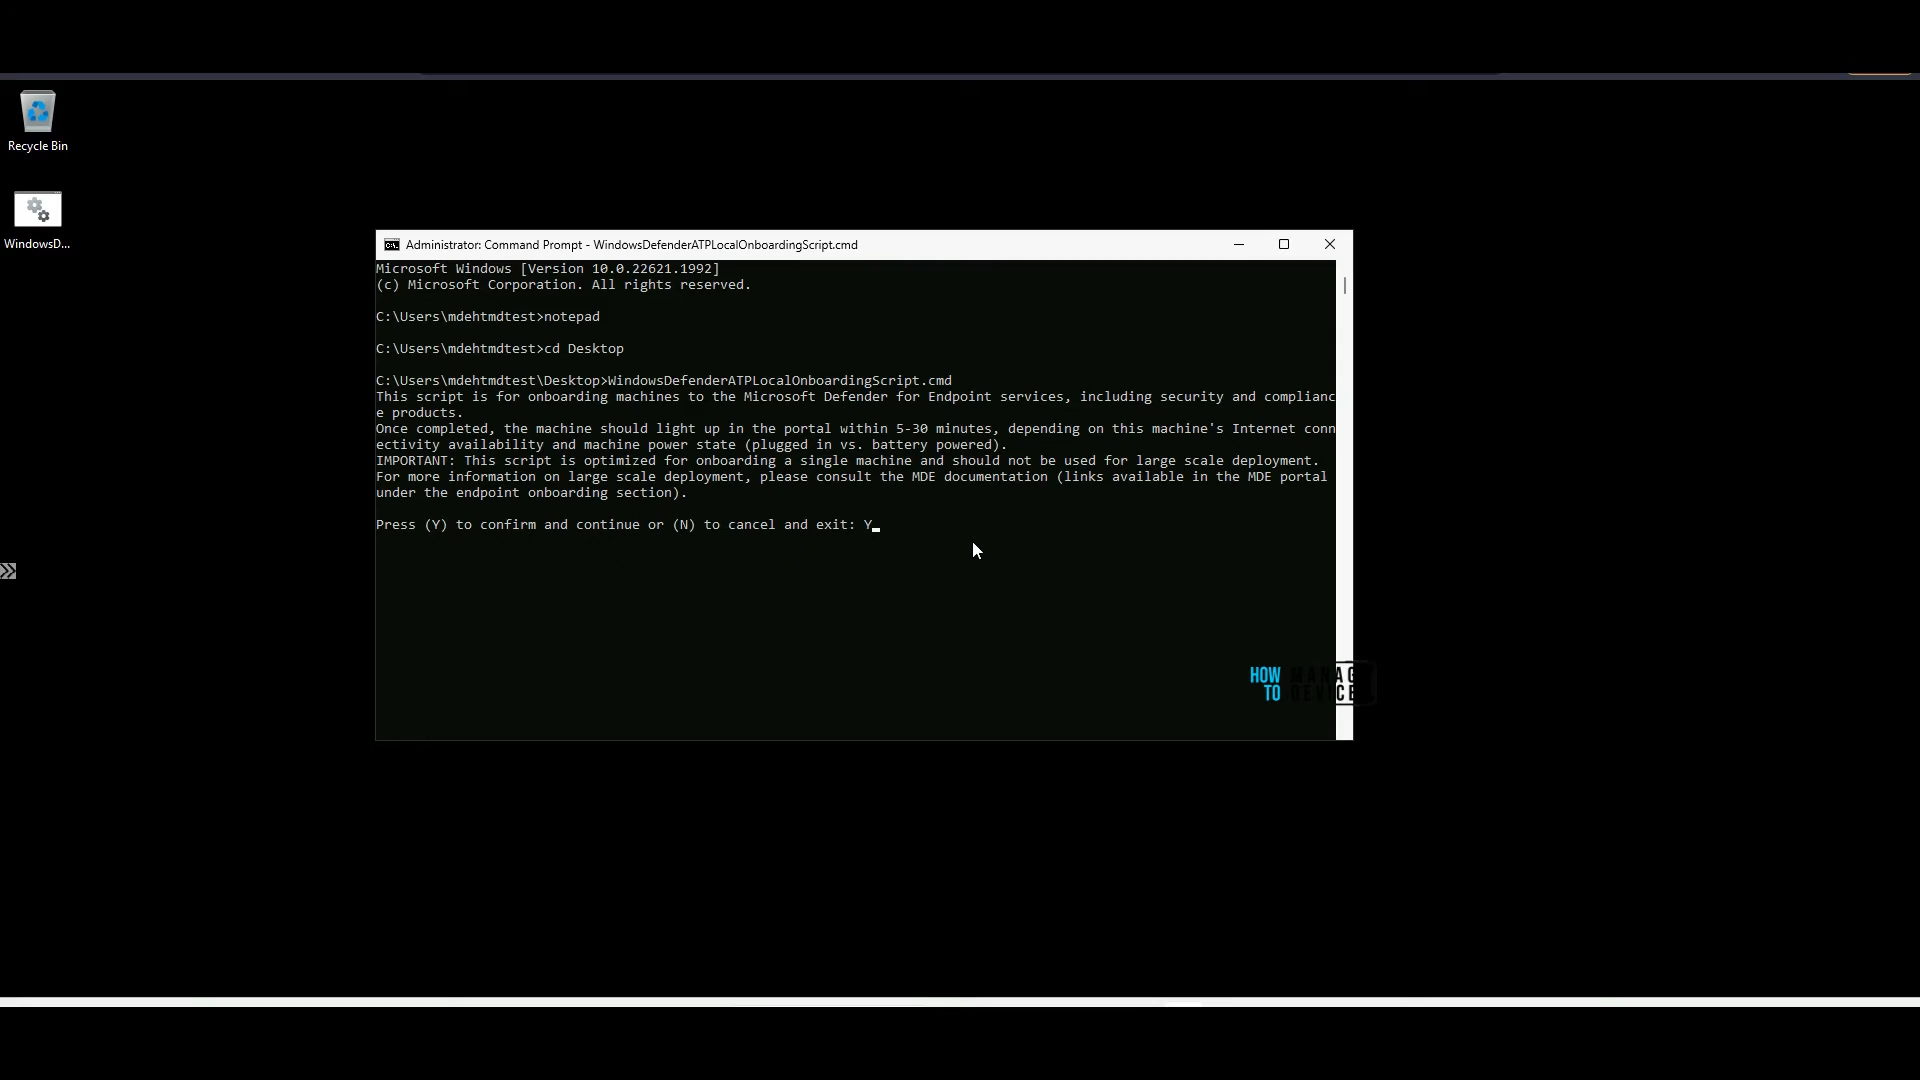 Recycle Bin
WindowsD...
Administrator: Command Prompt - WindowsDefenderATPLocalOnboardingScript.cmd
Microsoft Windows [Version 10.0.22621.1992]
(c) Microsoft Corporation. All rights reserved.
C:\Users\mdehtmdtest>notepad
C:\Users\mdehtmdtest>cd Desktop
C:\Users\mdehtmdtest\Desktop>WindowsDefenderATPLocalOnboardingScript.cmd
This script is for onboarding machines to the Microsoft Defender for Endpoint services, including security and complianc
e products.
Once completed, the machine should light up in the portal within 5-30 minutes, depending on this machine's Internet conn
ectivity availability and machine power state (plugged in vs. battery powered).
IMPORTANT: This script is optimized for onboarding a single machine and should not be used for large scale deployment.
For more information on large scale deployment, please consult the MDE documentation (links available in the MDE portal
under the endpoint onboarding section).
Press (Y) to confirm and continue or (N) to cancel and exit: Y
HOW MANAG
TO DEVICE